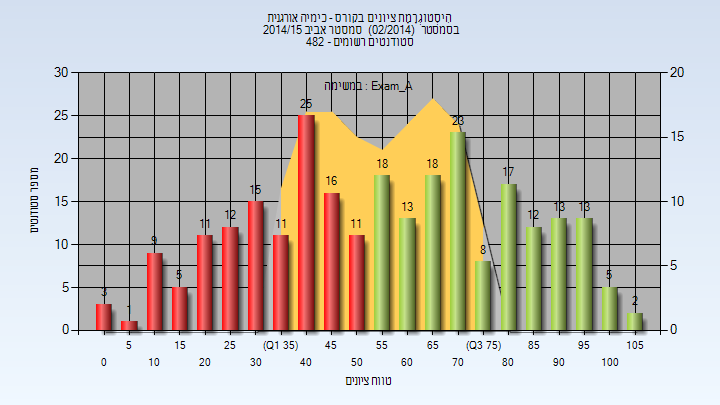 היסטוגרמת ציונים בקורס - כימיה אורגנית
בסמסטר (02/2014) סמסטר אביב 2014/15
סטודנטים רשומים - 482
במשימה : Exam_A
30 25 20 15 10 5 0
מספר סטודנטים
20 15 10 5 0
3 1 9 5 11 12 15 11 25 16 11 18 13 18 23 8 17 12 13 13 5 2
5 15 25 (Q1 35) 45 55 65 (Q3 75) 85 95 105
0 10 20 30 40 50 60 70 80 90 100
טווח ציונים